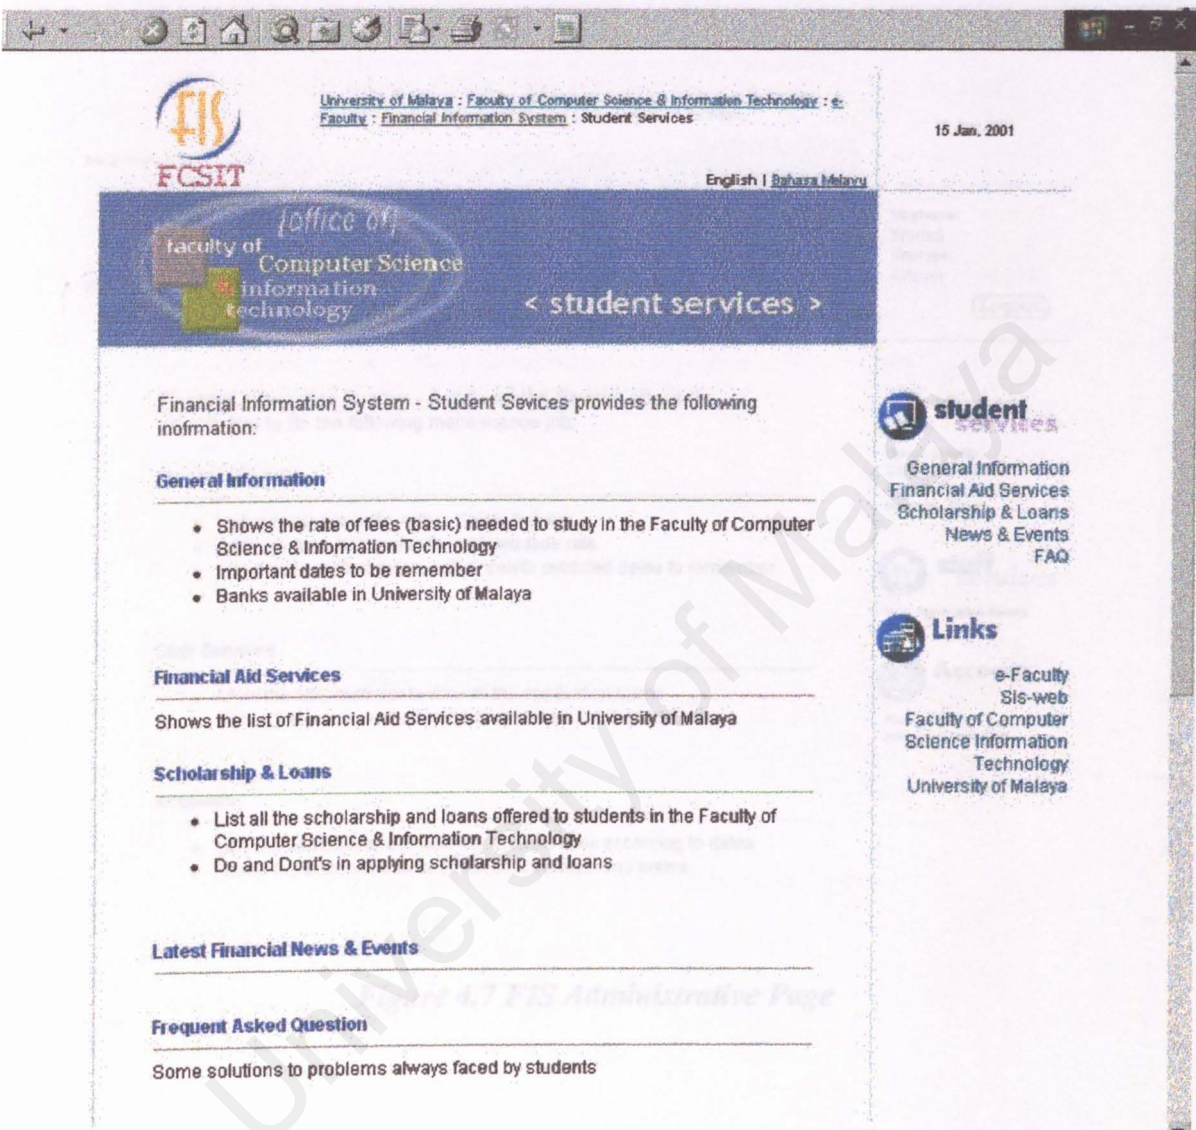 FIS
FCSIT
University of Malaya : Faculty of Computer Science & Information Technology : e-
Faculty : Financial Information System : Student Services
15 Jan, 2001
English | Bahasa Melayu
[office of]
faculty of
Computer Science
information
technology
< student services >
Financial Information System - Student Sevices provides the following
inofrmation:
General Information
Shows the rate of fees (basic) needed to study in the Faculty of Computer
Science & Information Technology
Important dates to be remember
Banks available in University of Malaya
Financial Aid Services
Shows the list of Financial Aid Services available in University of Malaya
Scholarship & Loans
List all the scholarship and loans offered to students in the Faculty of
Computer Science & Information Technology
Do and Dont's in applying scholarship and loans
Latest Financial News & Events
Figure 4.7 FIS Administrative Page
Frequent Asked Question
Some solutions to problems always faced by students
student
services
General Information
Financial Aid Services
Scholarship & Loans
News & Events
FAQ
Links
e-Faculty
Sis-web
Faculty of Computer
Science Information
Technology
University of Malaya
University of Malaya